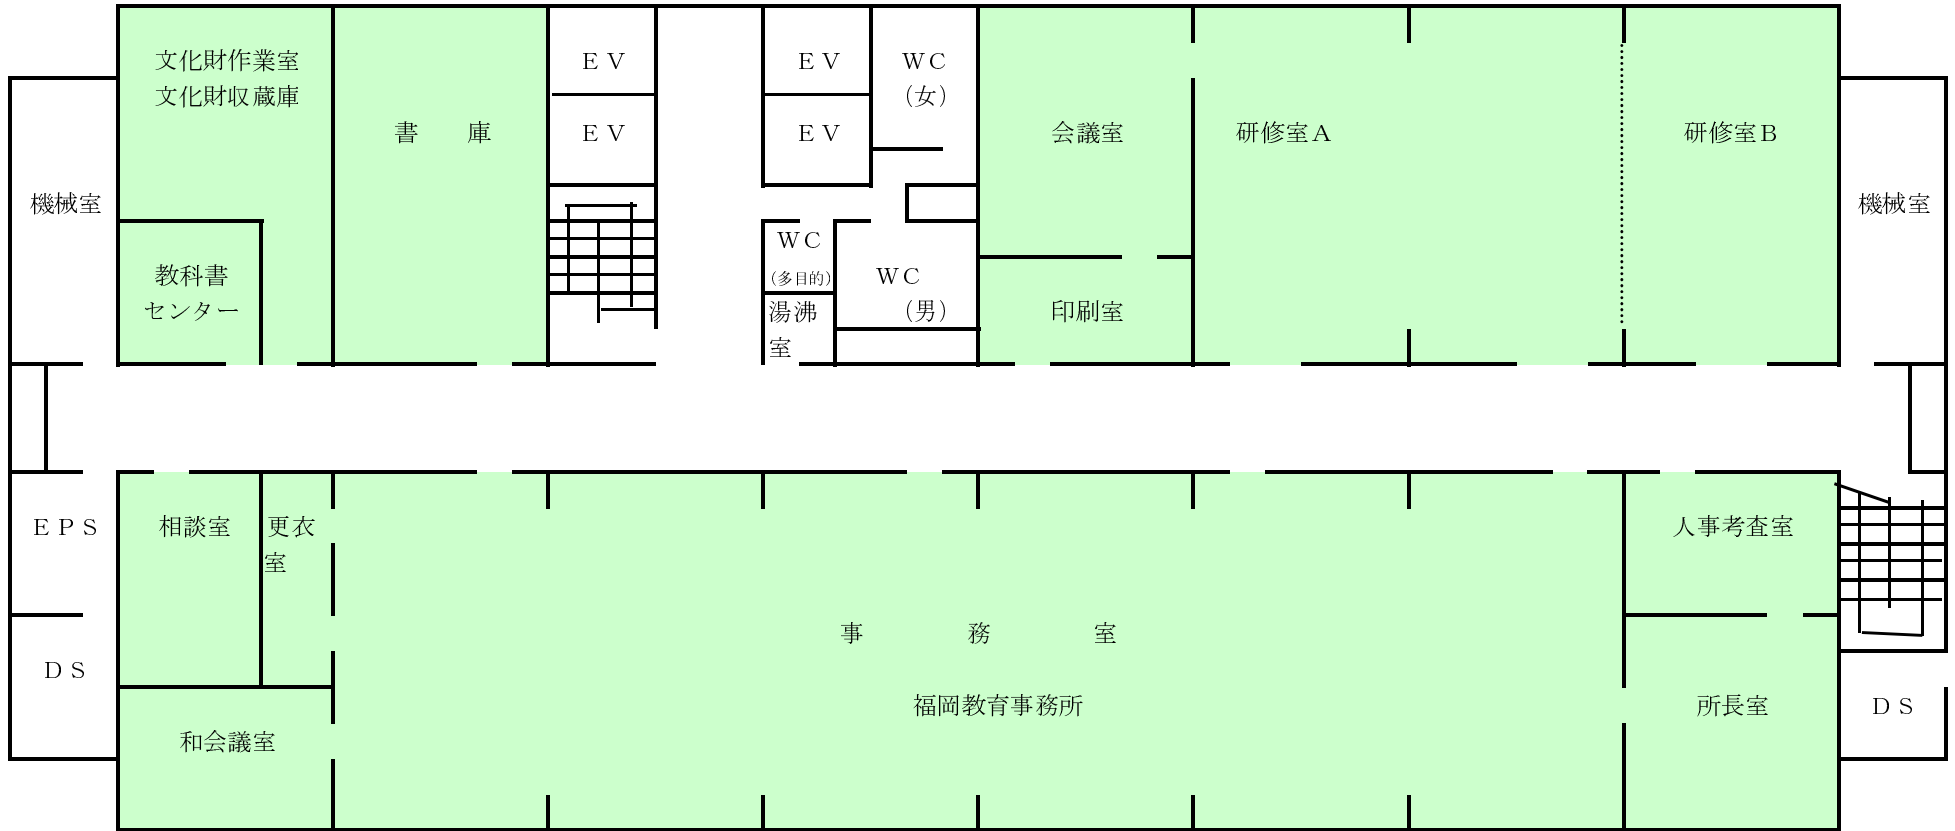 文化財作業室
文化財収蔵庫
書　　庫
ＥＶ
ＥＶ
ＥＶ
ＥＶ
ＷＣ
（女）
会議室
研修室Ａ
研修室Ｂ
機械室
機械室
教科書
センター
ＷＣ
（多目的）
ＷＣ
（男）
湯沸
室
印刷室
ＥＰＳ
相談室
更衣
室
人事考査室
事　　　　務　　　　室
ＤＳ
福岡教育事務所
所長室
ＤＳ
和会議室